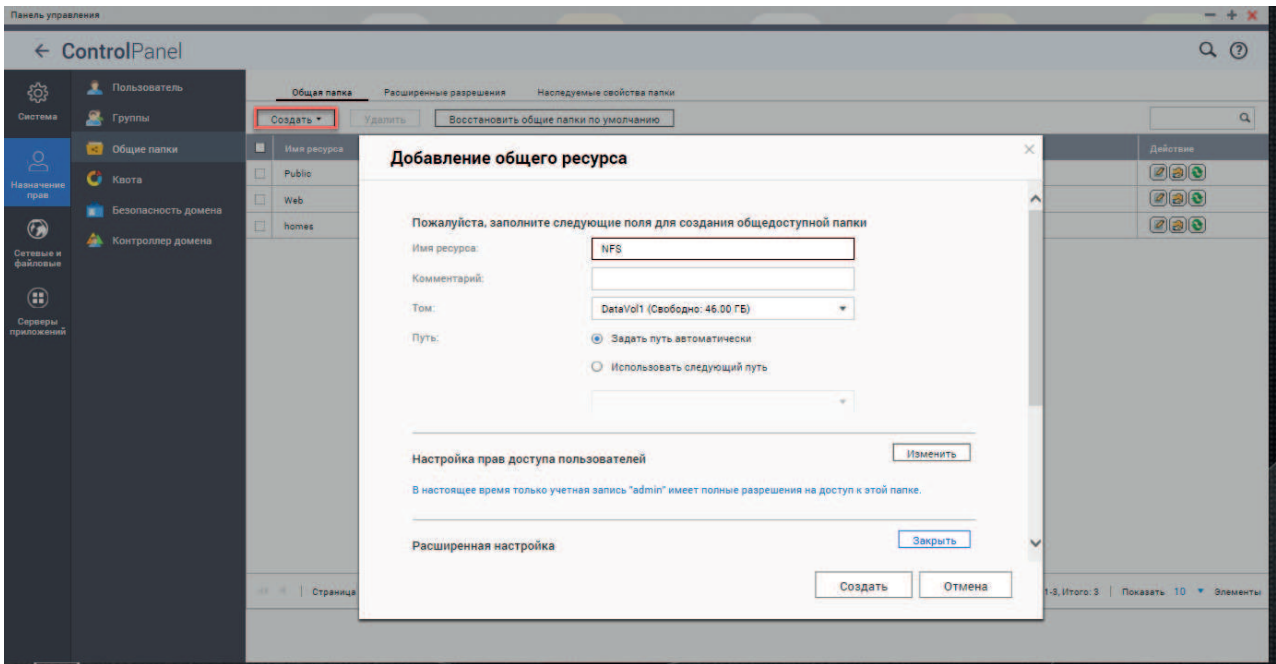 Панель управления
ControlPanel
Система
Назначение
прав
Сетевые и
файловые
Серверы
приложений
Пользователь
Группы
Общие папки
Квота
Безопасность домена
Контроллер домена
Общая папка Расширенные разрешения Наследуемые свойства папки
Создать Удалить Восстановить общие папки по умолчанию
Имя ресурса Действие
Public
Web
homes
Добавление общего ресурса
Пожалуйста, заполните следующие поля для создания общедоступной папки
Имя ресурса: NFS
Комментарий:
Том: DataVol1 (Свободно: 46.00 ГБ)
Путь: Задать путь автоматически
Использовать следующий путь
Настройка прав доступа пользователей Изменить
В настоящее время только учетная запись "admin" имеет полные разрешения на доступ к этой папке.
Расширенная настройка Закрыть
Создать Отмена
Страница 1-3, Итого: 3 Показать 10 Элементы